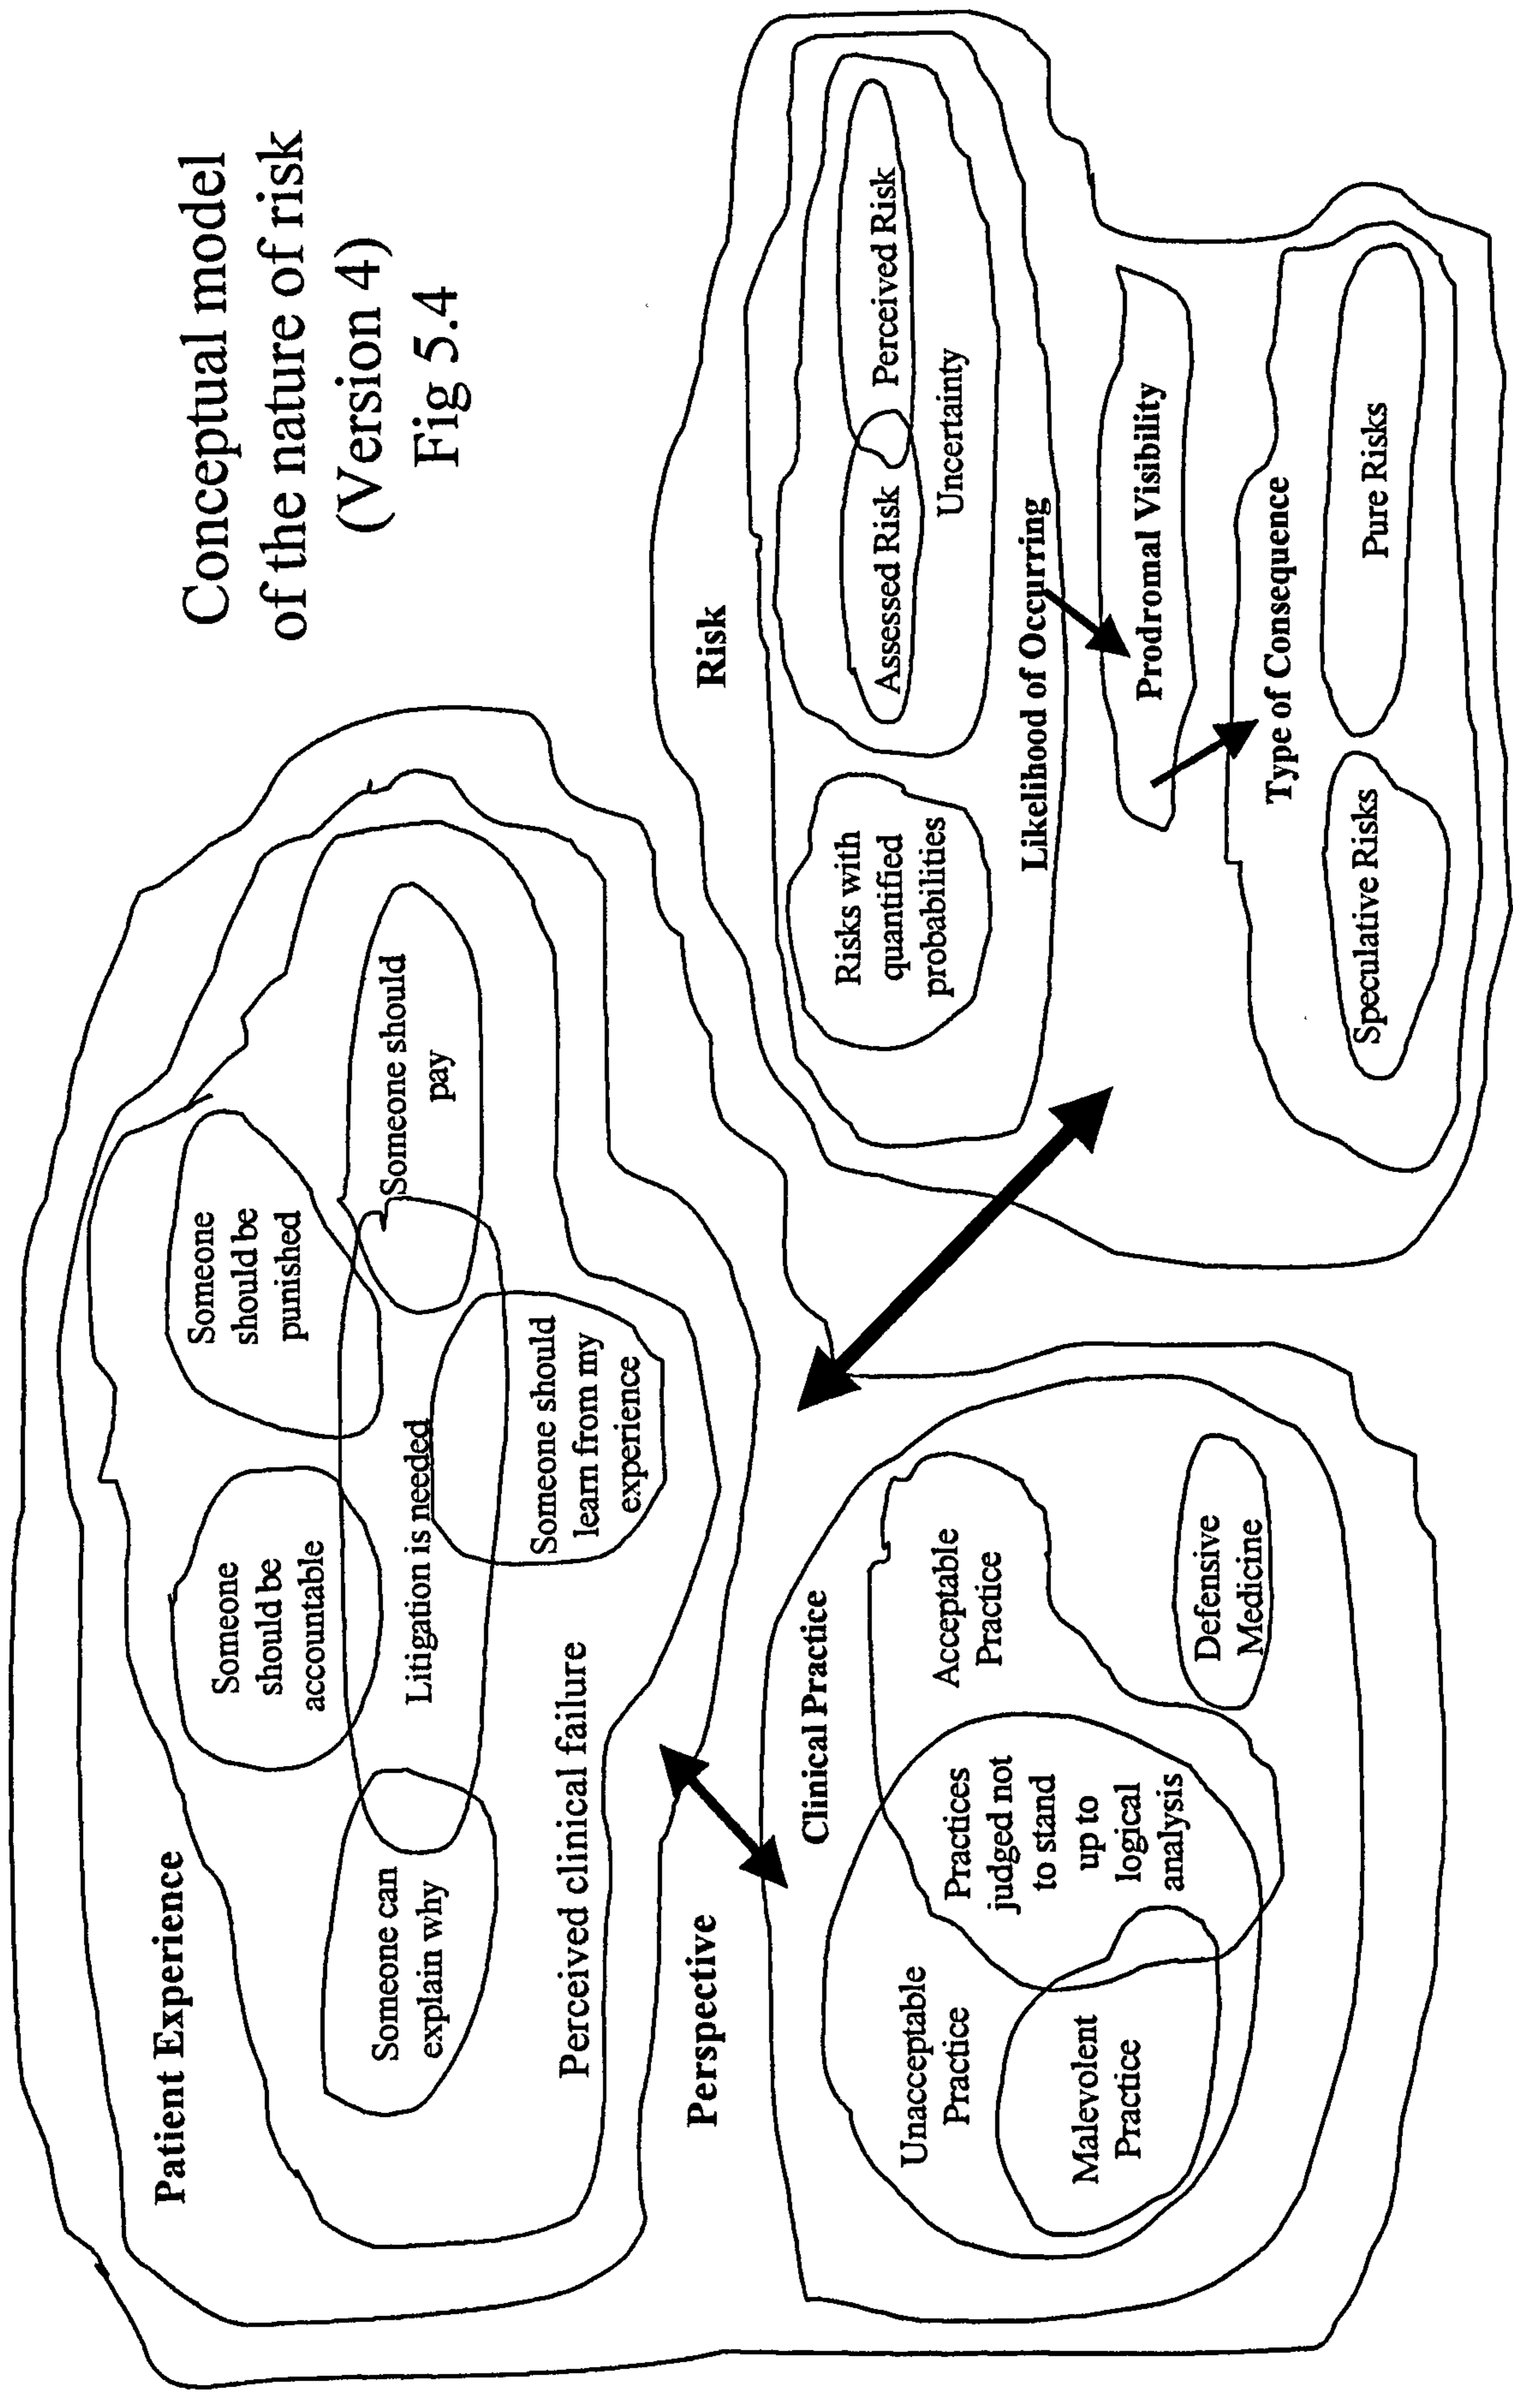 Conceptual model
of the nature of risk
(Version 4)
Fig 5.4
Patient Experience
Someone
should be
accountable
Someone
should be
punished
Someone can
explain why
Litigation is needed
Someone should
pay
Someone should
learn from my
experience
Perceived clinical failure
Perspective
Clinical Practice
Unacceptable
Practice
Malevolent
Practice
Practices
judged not
to stand
up to
logical
analysis
Acceptable
Practice
Defensive
Medicine
Risk
Risks with
quantified
probabilities
Assessed Risk
Perceived Risk
Uncertainty
Likelihood of Occurring
Prodromal Visibility
Type of Consequence
Speculative Risks
Pure Risks